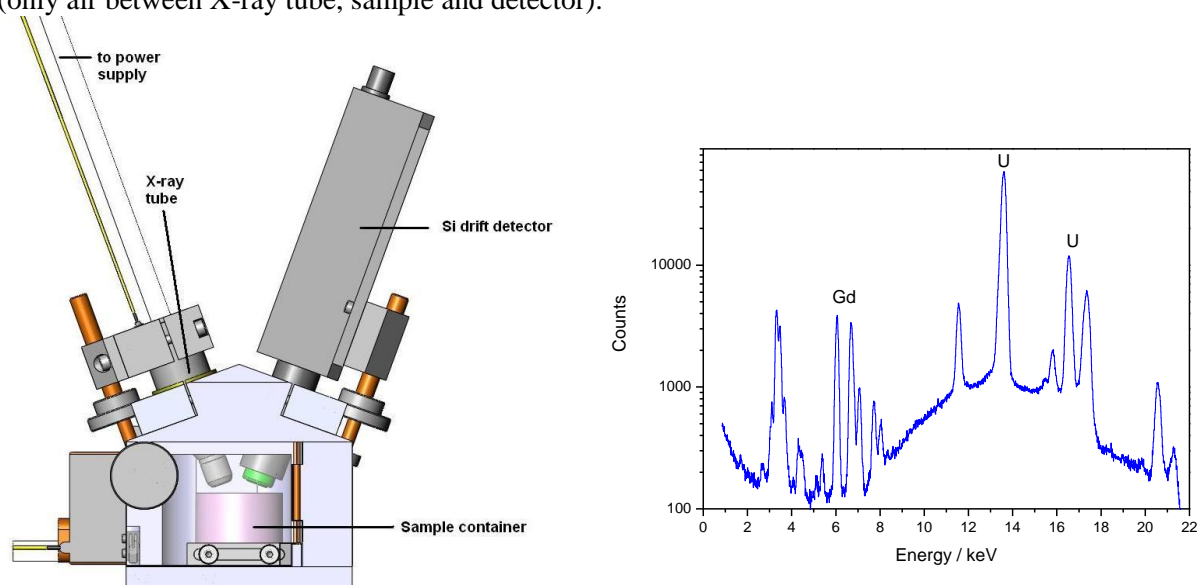 (only air between X-ray tube, sample and detector).
to power
supply
X-ray
tube
Si drift detector
Sample container
U
U
Gd
10000
1000
100
Counts
0 2 4 6 8 10 12 14 16 18 20 22
Energy / keV